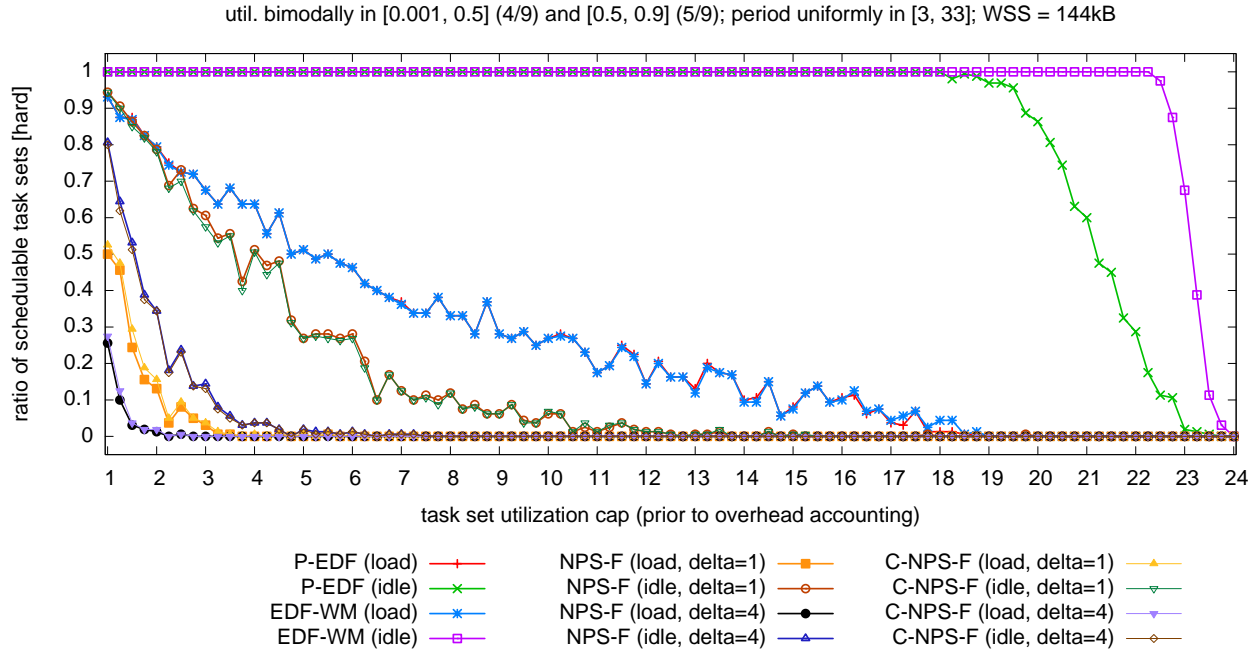 util. bimodally in [0.001, 0.5] (4/9) and [0.5, 0.9] (5/9); period uniformly in [3, 33]; WSS = 144kB
ratio of schedulable task sets [hard]
1
0.9
0.8
0.7
0.6
0.5
0.4
0.3
0.2
0.1
0
1 2 3 4 5 6 7 8 9 10 11 12 13 14 15 16 17 18 19 20 21 22 23 24
task set utilization cap (prior to overhead accounting)
P-EDF (load) NPS-F (load, delta=1) C-NPS-F (load, delta=1)
P-EDF (idle) NPS-F (idle, delta=1) C-NPS-F (idle, delta=1)
EDF-WM (load) NPS-F (load, delta=4) C-NPS-F (load, delta=4)
EDF-WM (idle) NPS-F (idle, delta=4) C-NPS-F (idle, delta=4)